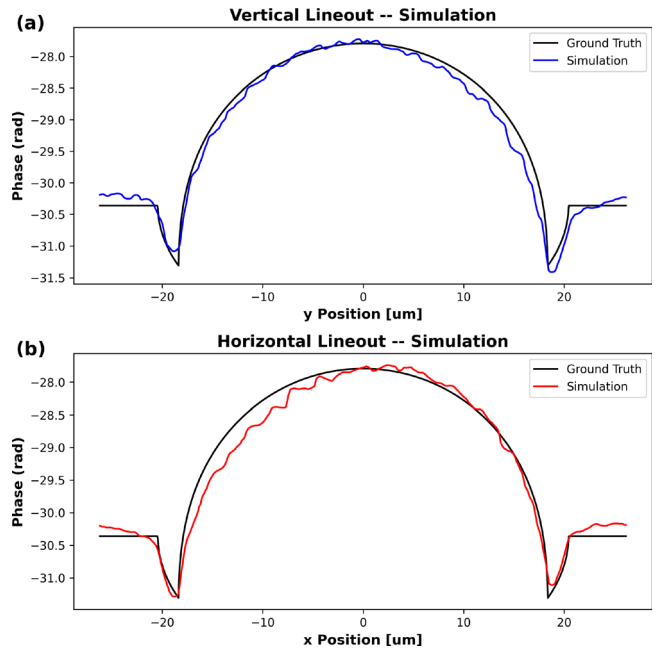 (a)
Vertical Lineout -- Simulation
Ground Truth
Simulation
Phase (rad)
−28.0
−28.5
−29.0
−29.5
−30.0
−30.5
−31.0
−31.5
−20
−10
0
10
20
y Position [um]
(b)
Horizontal Lineout -- Simulation
Ground Truth
Simulation
Phase (rad)
−28.0
−28.5
−29.0
−29.5
−30.0
−30.5
−31.0
−20
−10
0
10
20
x Position [um]